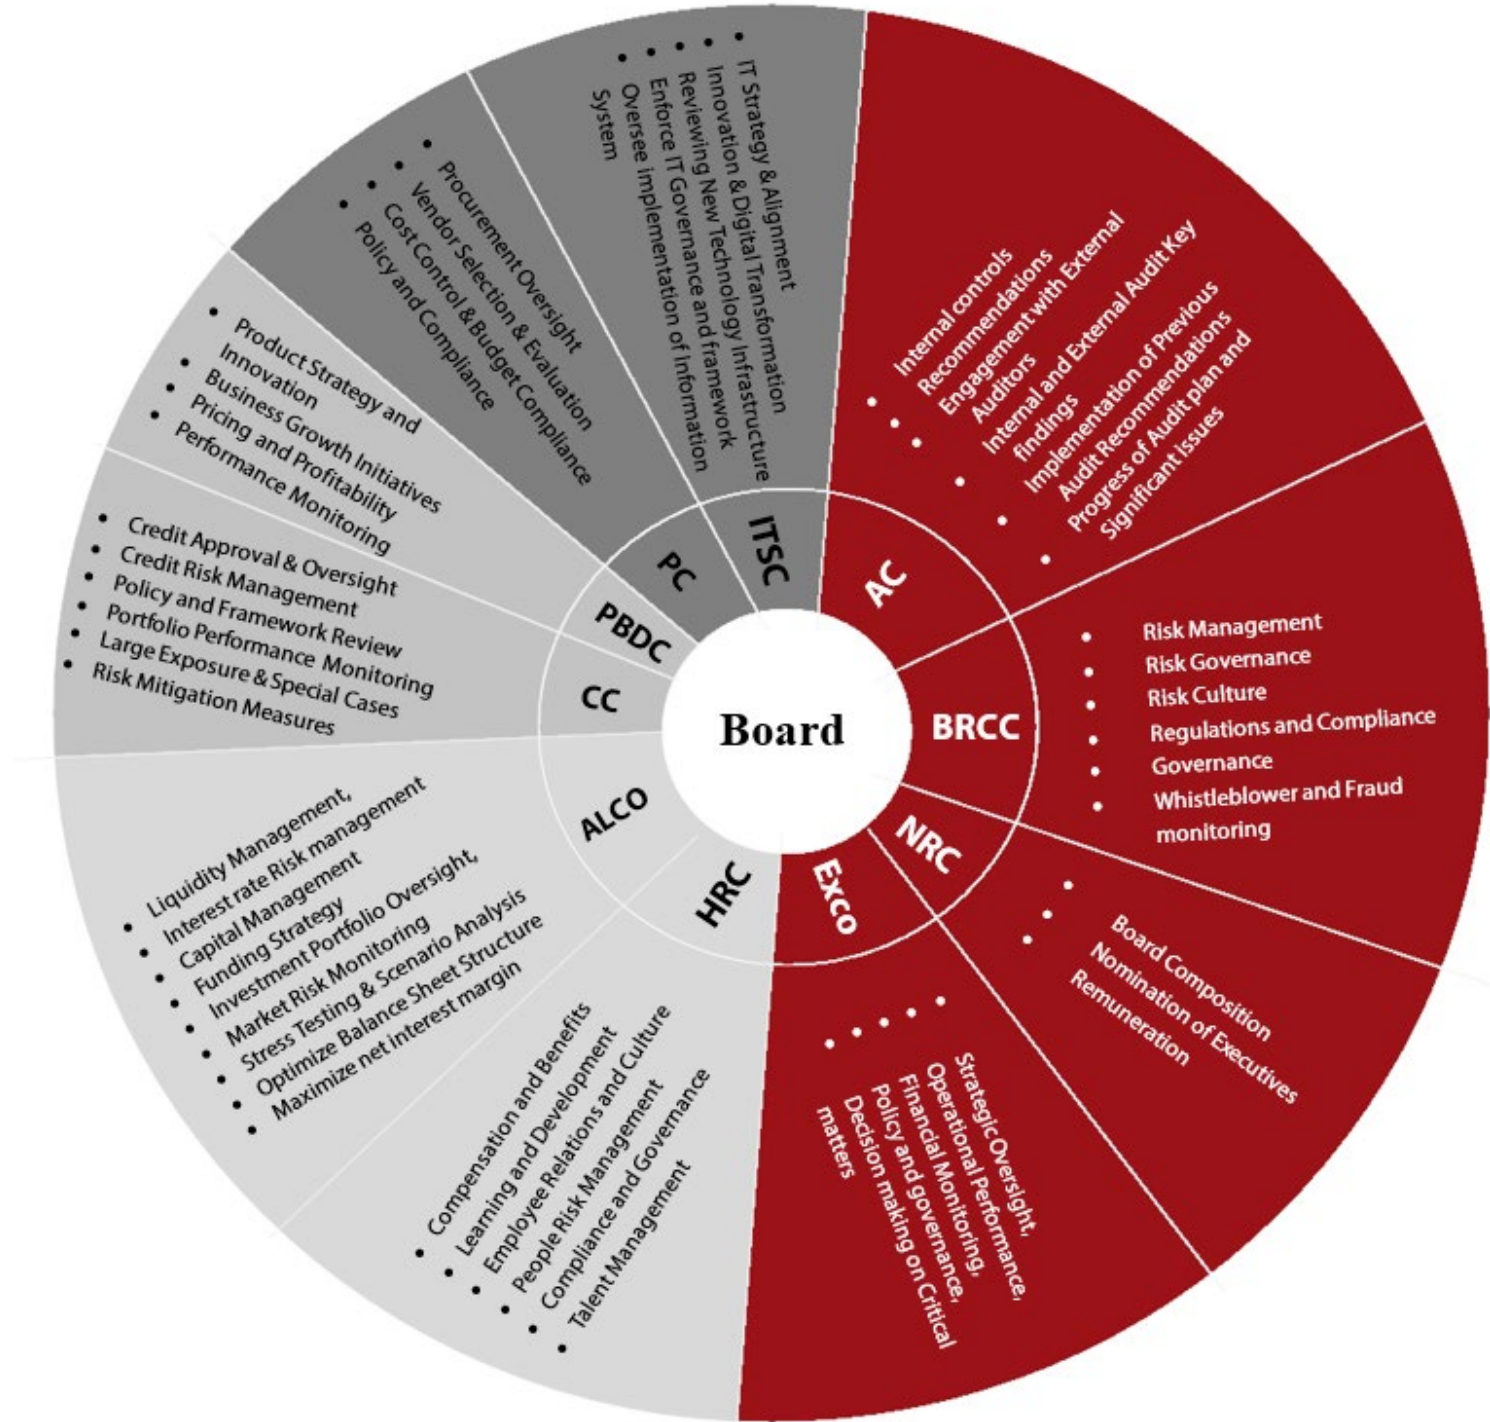 Board
AC
Internal controls
Recommendations
Engagement with External
Auditors
Internal and External Audit Key
findings
Implementation of Previous
Audit Recommendations
Progress of Audit plan and
Significant issues
BRCC
Risk Management
Risk Governance
Risk Culture
Regulations and Compliance
Governance
Whistleblower and Fraud
monitoring
NRC
Board Composition
Nomination of Executives
Remuneration
Exco
Strategic Oversight,
Operational Performance,
Financial Monitoring,
Policy and governance,
Decision making on Critical
matters
HRC
Compensation and Benefits
Learning and Development
Employee Relations and Culture
People Risk Management
Compliance and Governance
Talent Management
ALCO
Liquidity Management,
Interest rate Risk management
Capital Management
Funding Strategy
Investment Portfolio Oversight,
Market Risk Monitoring
Stress Testing & Scenario Analysis
Optimize Balance Sheet Structure
Maximize net interest margin
CC
Credit Approval & Oversight
Credit Risk Management
Policy and Framework Review
Portfolio Performance Monitoring
Large Exposure & Special Cases
Risk Mitigation Measures
PBDC
Product Strategy and
Innovation
Business Growth Initiatives
Pricing and Profitability
Performance Monitoring
PC
Procurement Oversight
Vendor Selection & Evaluation
Cost Control & Budget Compliance
Policy and Compliance
ITSC
IT Strategy & Alignment
Innovation & Digital Transformation
Reviewing New Technology Infrastructure
Enforce IT Governance and framework
Oversee implementation of Information
System